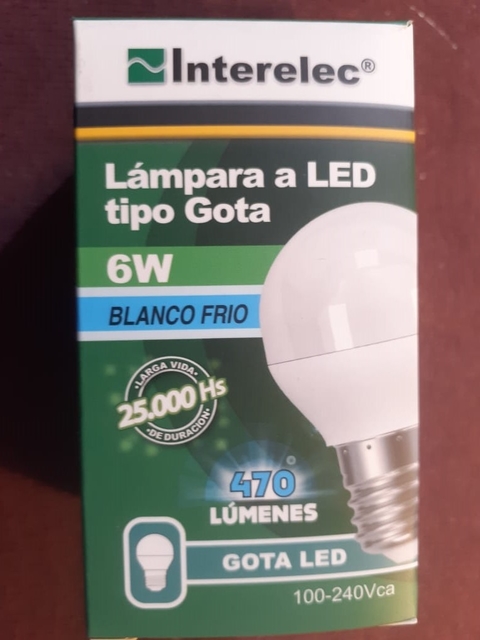 Interelec®
Lámpara a LED
tipo Gota
6W
BLANCO FRIO
LARGA VIDA
25.000 Hs
DE DURACIÓN
470
LÚMENES
GOTA LED
100-240Vca